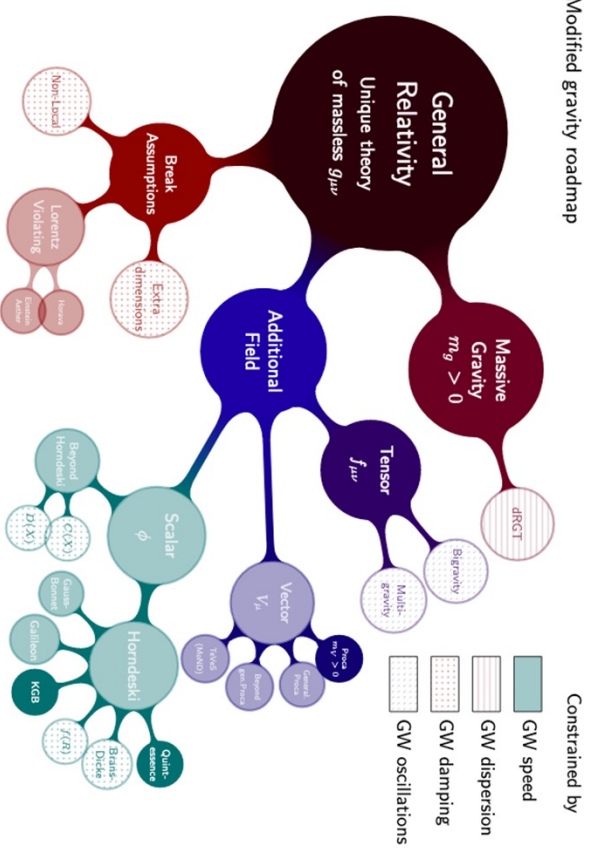 Modified gravity roadmap
General
Relativity
Unique theory
of massless gμν
Massive
Gravity
m_g > 0
dRGT
Additional
Field
Tensor
fμν
Bigravity
Multi-
gravity
Vector
Vμ
Proca
m_V > 0
General
Proca
Beyond
gen.Proca
TeVeS
(MoND)
Scalar
ϕ
Horndeski
Quint-
essence
Brans-
Dicke
f(R)
KGB
Galileon
Gauss-
Bonnet
Beyond
Horndeski
C(X)
D(X)
Break
Assumptions
Extra
dimensions
Lorentz
Violating
Horava
Einstein
Aether
Non-Local
Constrained by
GW speed
GW dispersion
GW damping
GW oscillations